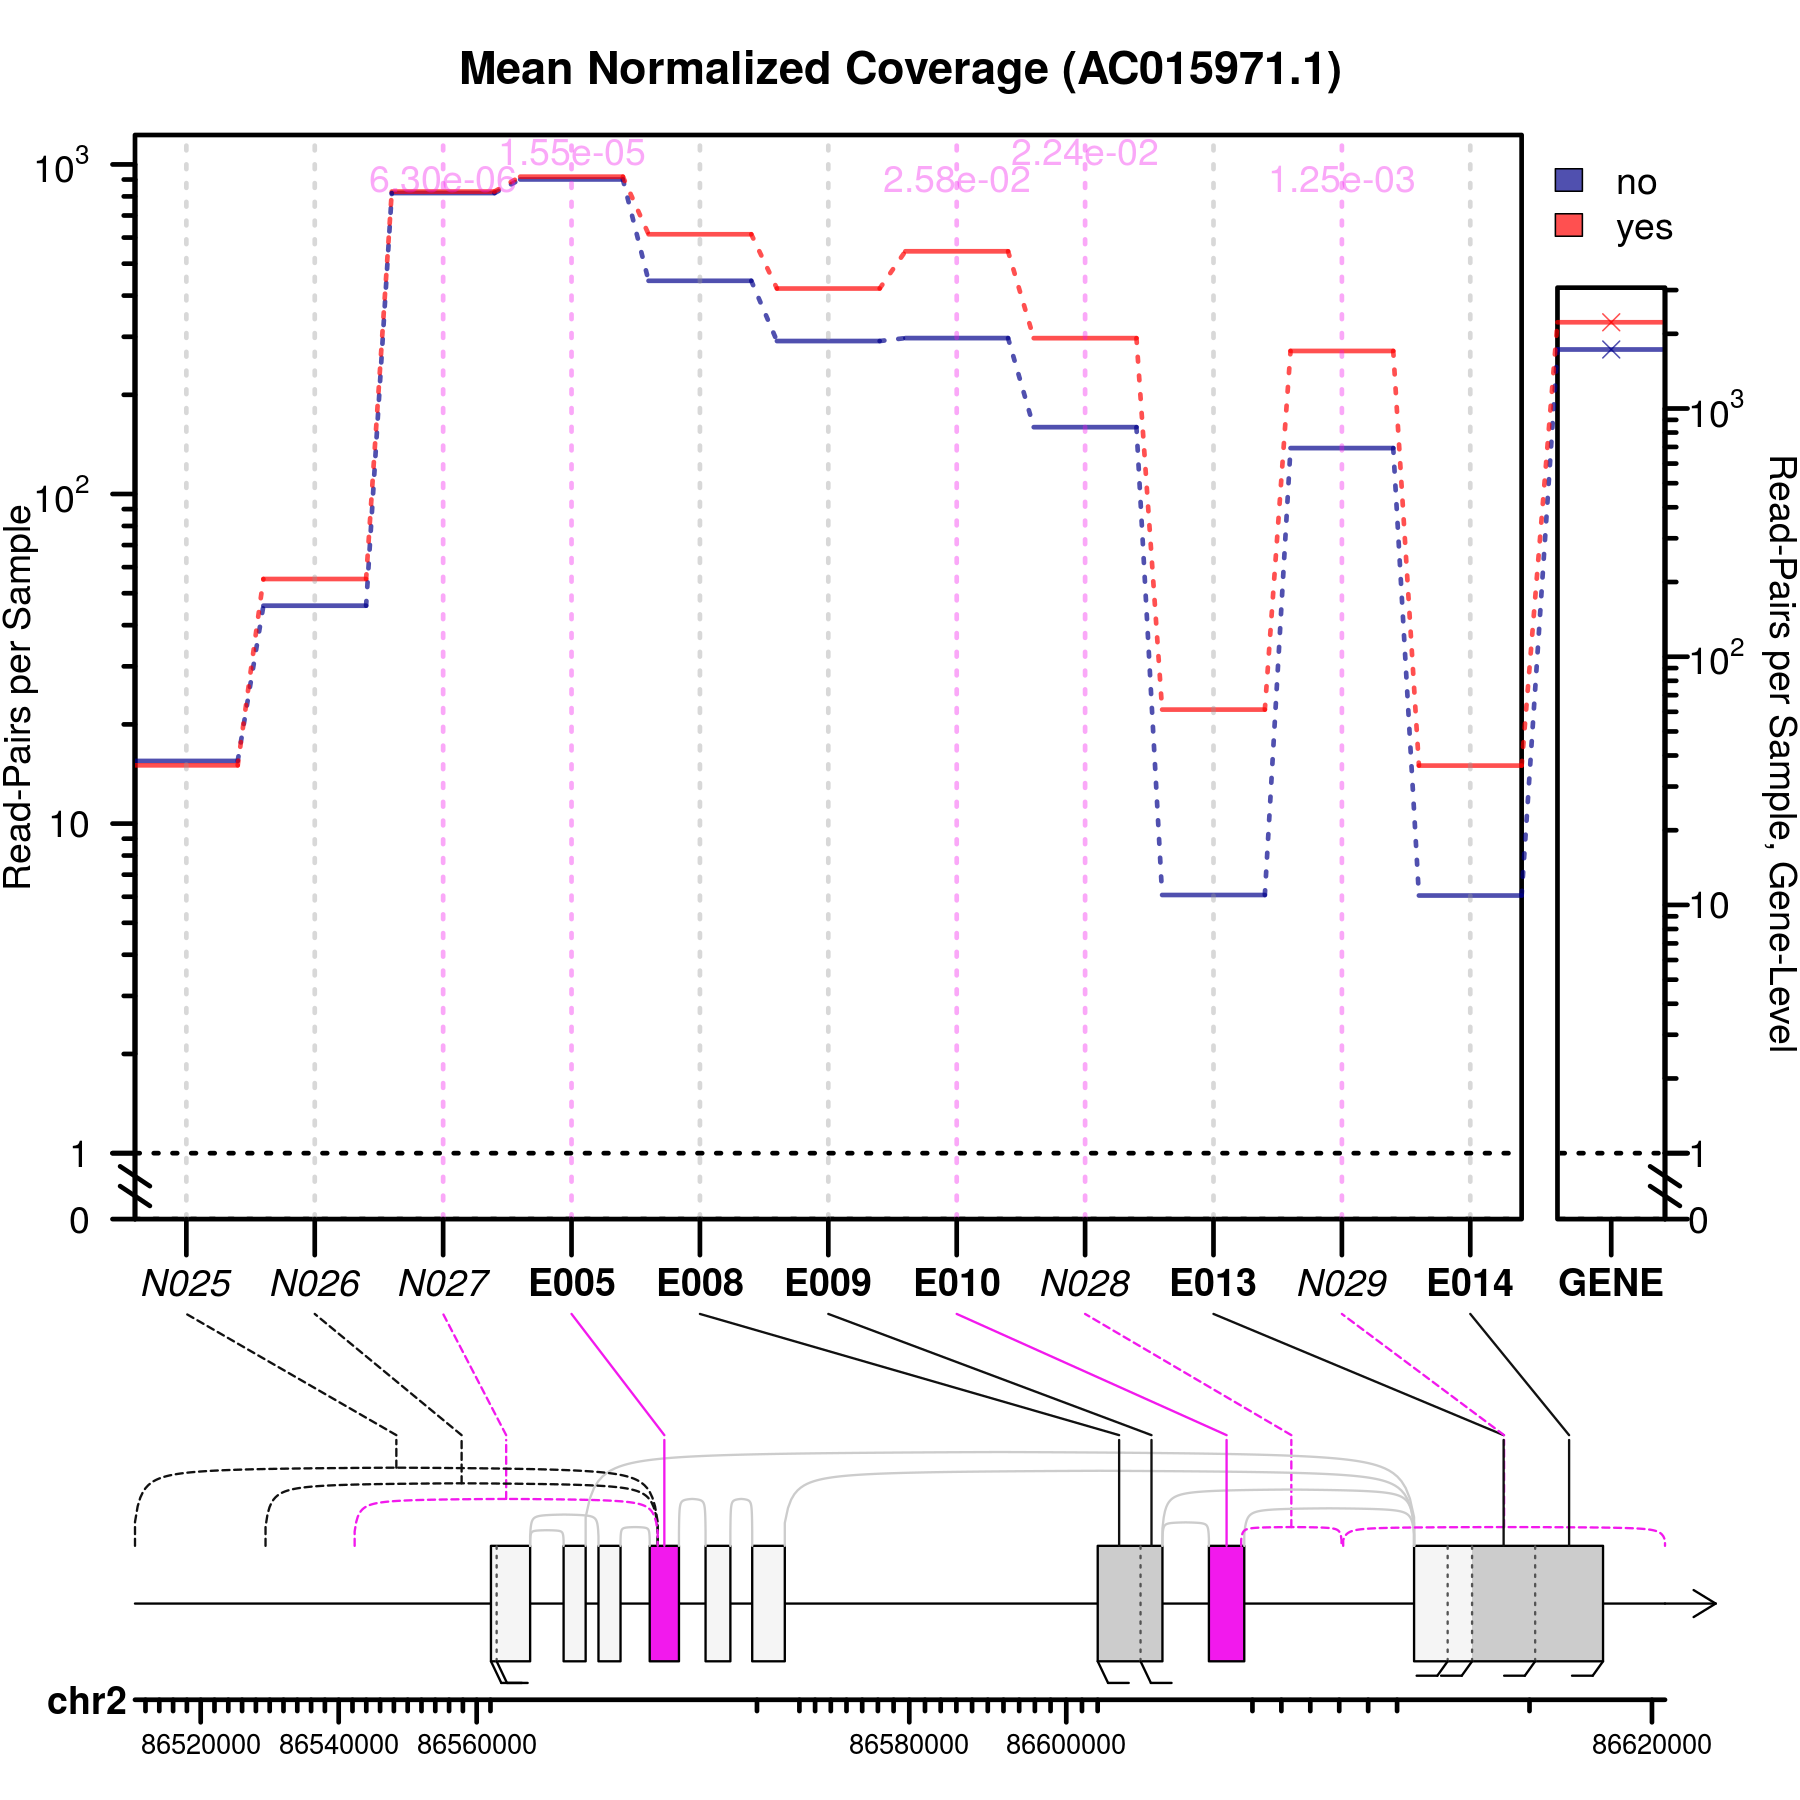 Mean Normalized Coverage (AC015971.1)
1.55e-05 2.24e-02
6.30e-06 2.58e-02 1.25e-03
no
yes
10³
10²
10
1
0
Read-Pairs per Sample
10³
10²
10
1
0
Read-Pairs per Sample, Gene-Level
N025 N026 N027 E005 E008 E009 E010 N028 E013 N029 E014 GENE
chr2
86520000 86540000 86560000 86580000 86600000 86620000